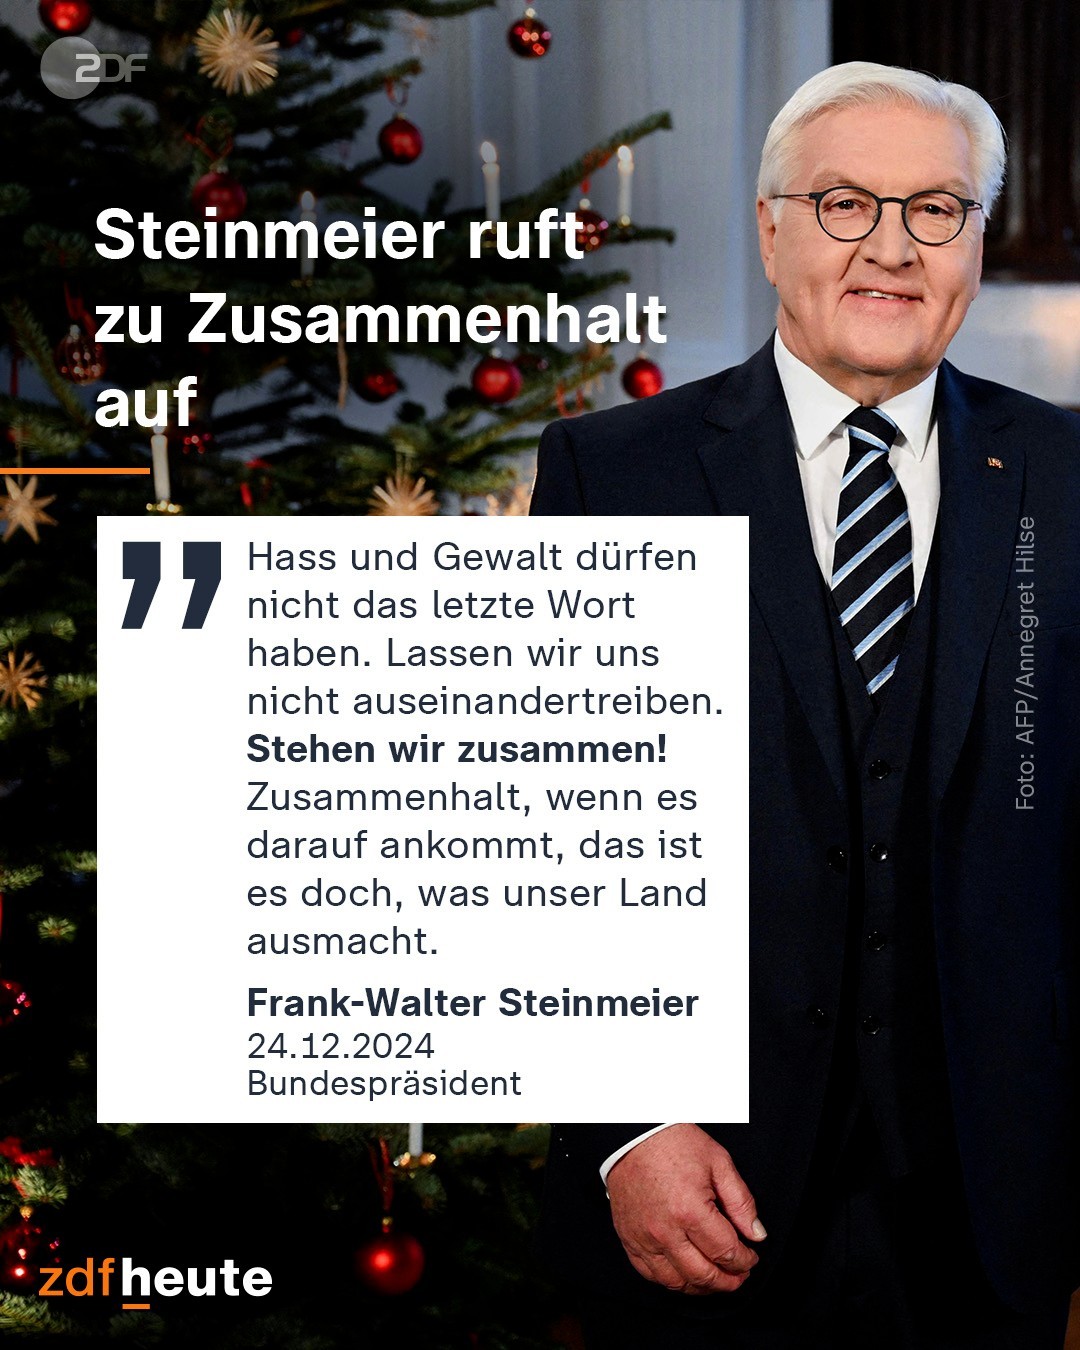 ZDF
Steinmeier ruft
zu Zusammenhalt
auf
" Hass und Gewalt dürfen
nicht das letzte Wort
haben. Lassen wir uns
nicht auseinandertreiben.
Stehen wir zusammen!
Zusammenhalt, wenn es
darauf ankommt, das ist
es doch, was unser Land
ausmacht.
Frank-Walter Steinmeier
24.12.2024
Bundespräsident
Foto: AFP/Annegret Hilse
zdfheute